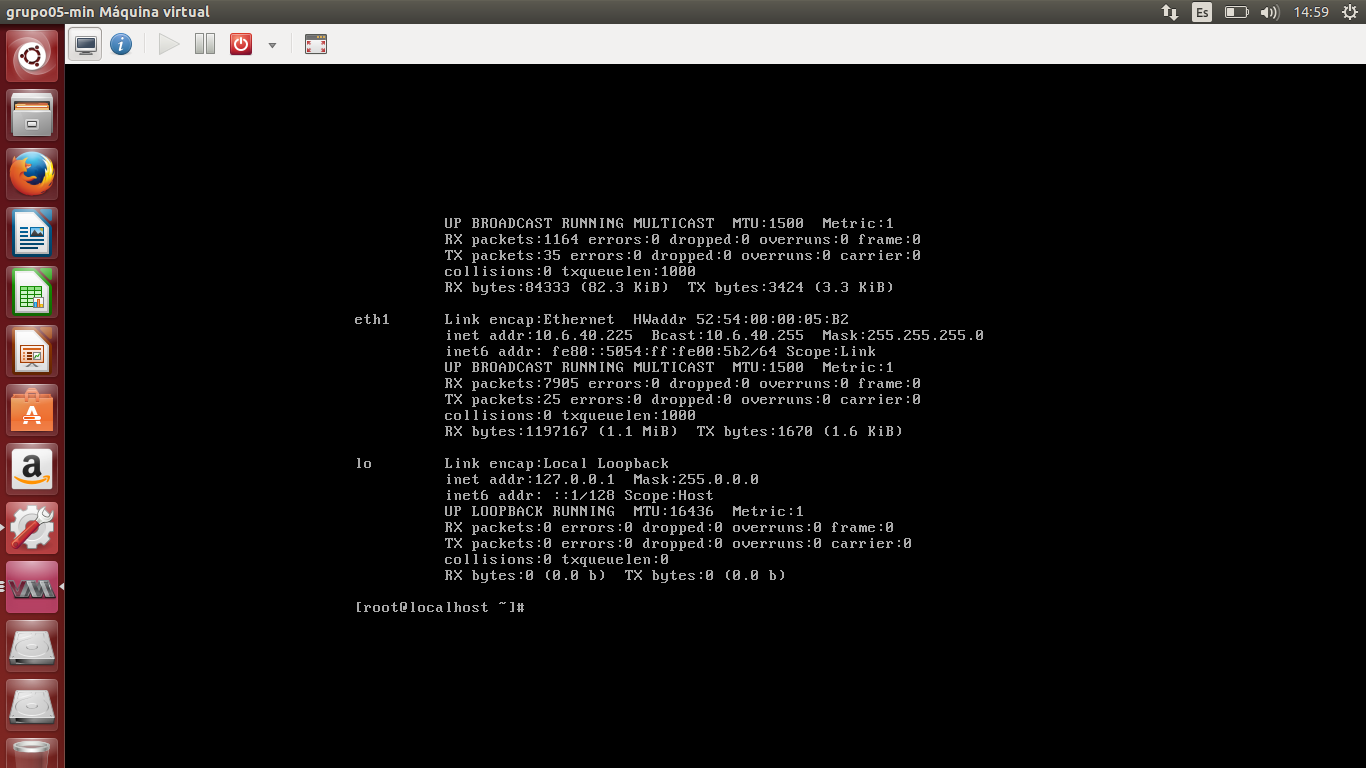 grupo05-min Máquina virtual
Es
14:59
UP BROADCAST RUNNING MULTICAST  MTU:1500  Metric:1
RX packets:1164 errors:0 dropped:0 overruns:0 frame:0
TX packets:35 errors:0 dropped:0 overruns:0 carrier:0
collisions:0 txqueuelen:1000
RX bytes:84333 (82.3 KiB)  TX bytes:3424 (3.3 KiB)
eth1      Link encap:Ethernet  HWaddr 52:54:00:00:05:B2
inet addr:10.6.40.225  Bcast:10.6.40.255  Mask:255.255.255.0
inet6 addr: fe80::5054:ff:fe00:5b2/64 Scope:Link
UP BROADCAST RUNNING MULTICAST  MTU:1500  Metric:1
RX packets:7905 errors:0 dropped:0 overruns:0 frame:0
TX packets:25 errors:0 dropped:0 overruns:0 carrier:0
collisions:0 txqueuelen:1000
RX bytes:1197167 (1.1 MiB)  TX bytes:1670 (1.6 KiB)
lo        Link encap:Local Loopback
inet addr:127.0.0.1  Mask:255.0.0.0
inet6 addr: ::1/128 Scope:Host
UP LOOPBACK RUNNING  MTU:16436  Metric:1
RX packets:0 errors:0 dropped:0 overruns:0 frame:0
TX packets:0 errors:0 dropped:0 overruns:0 carrier:0
collisions:0 txqueuelen:0
RX bytes:0 (0.0 b)  TX bytes:0 (0.0 b)
[root@localhost ~]#